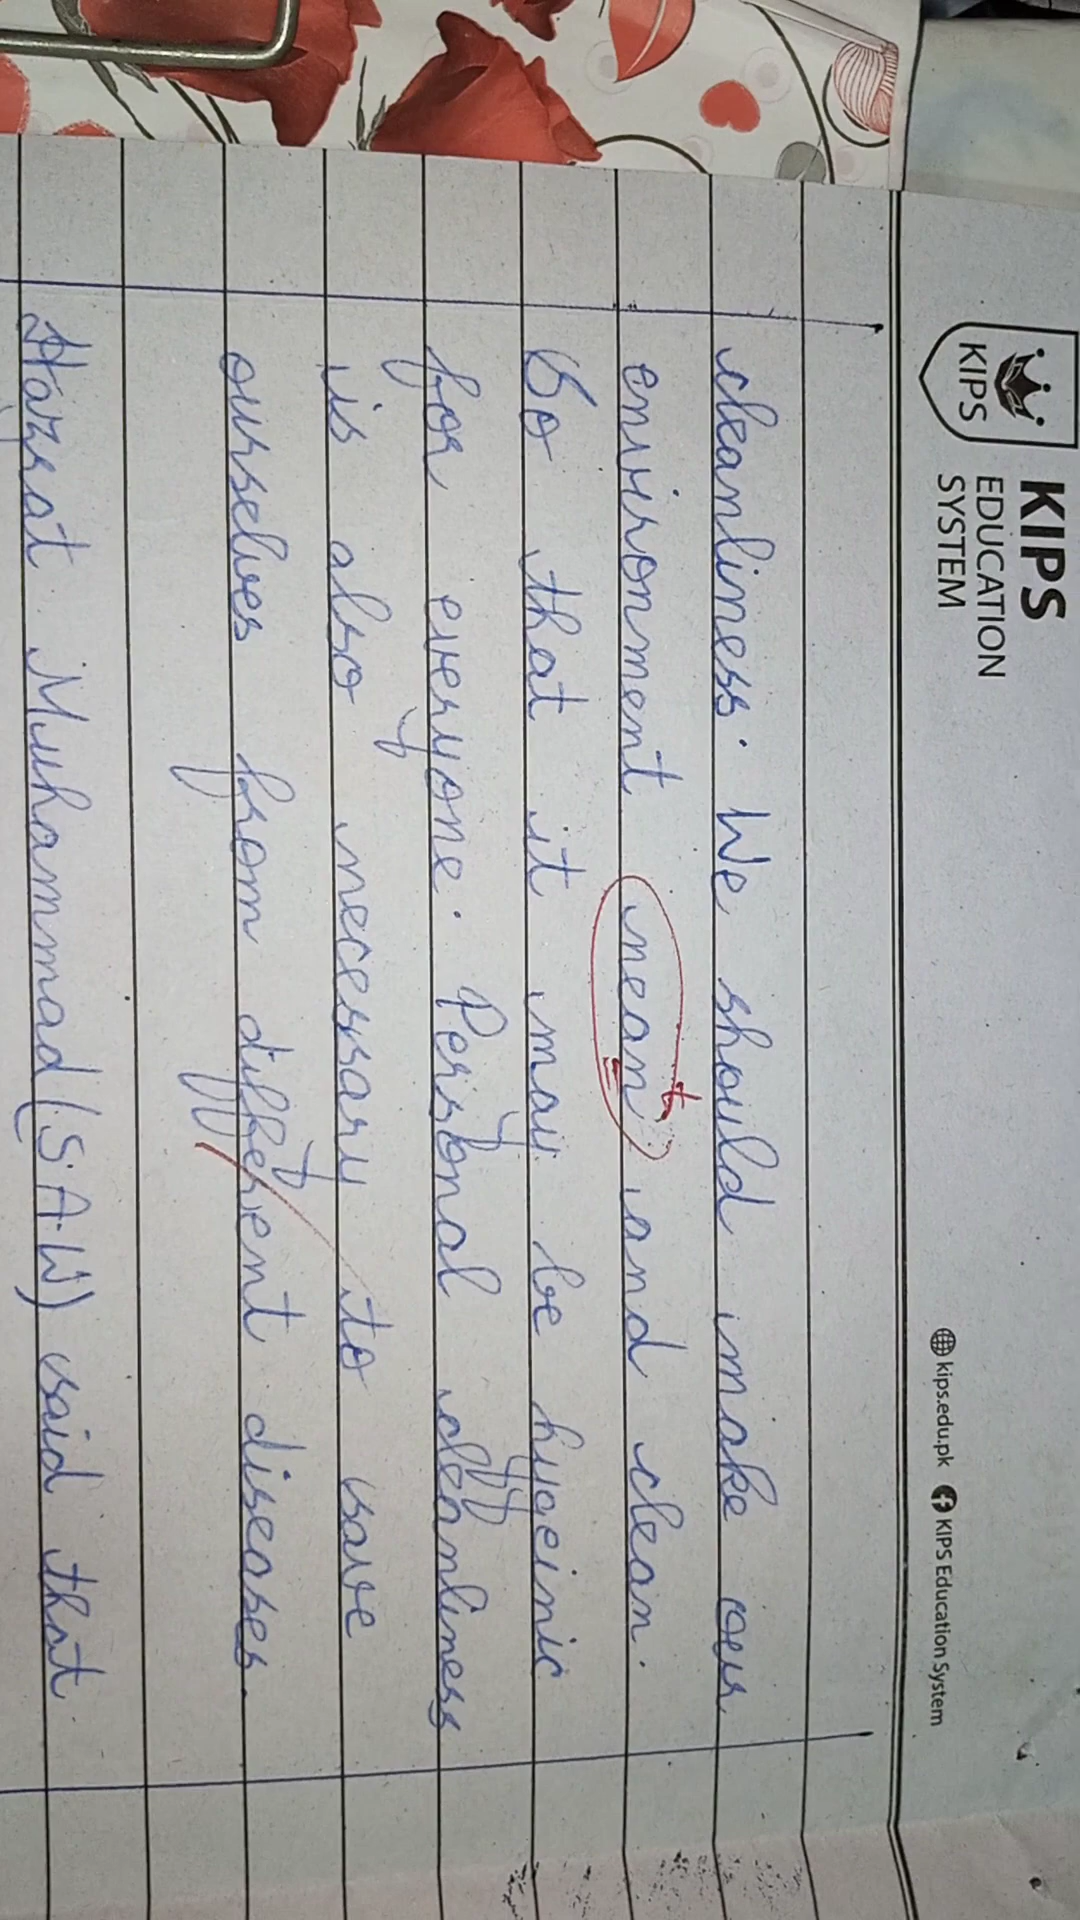 KIPS
KIPS
EDUCATION
SYSTEM
kips.edu.pk KIPS Education System
cleanliness. We should make our
environment nean and clean.
t
So that it may be hygeinic
for everyone. Personal cleanliness
is also necessary to save
ourselves from different diseases.
Hazrat Muhammad (S.A.W) said that